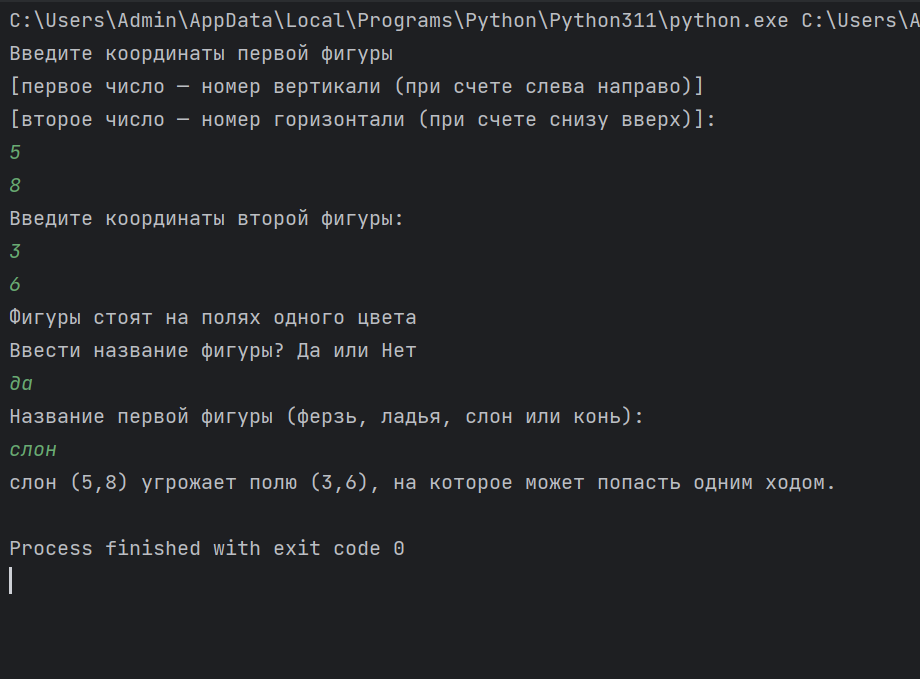 C:\Users\Admin\AppData\Local\Programs\Python\Python311\python.exe C:\Users\A
Введите координаты первой фигуры
[первое число — номер вертикали (при счете слева направо)]
[второе число — номер горизонтали (при счете снизу вверх)]:
5
8
Введите координаты второй фигуры:
3
6
Фигуры стоят на полях одного цвета
Ввести название фигуры? Да или Нет
да
Название первой фигуры (ферзь, ладья, слон или конь):
слон
слон (5,8) угрожает полю (3,6), на которое может попасть одним ходом.
Process finished with exit code 0